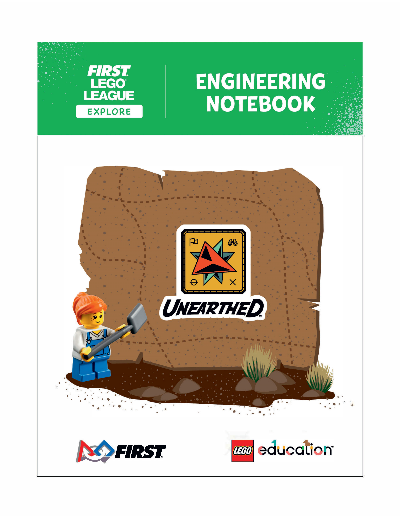 FIRST
LEGO
LEAGUE
EXPLORE
ENGINEERING
NOTEBOOK
UNEARTHED
FIRST
LEGO education